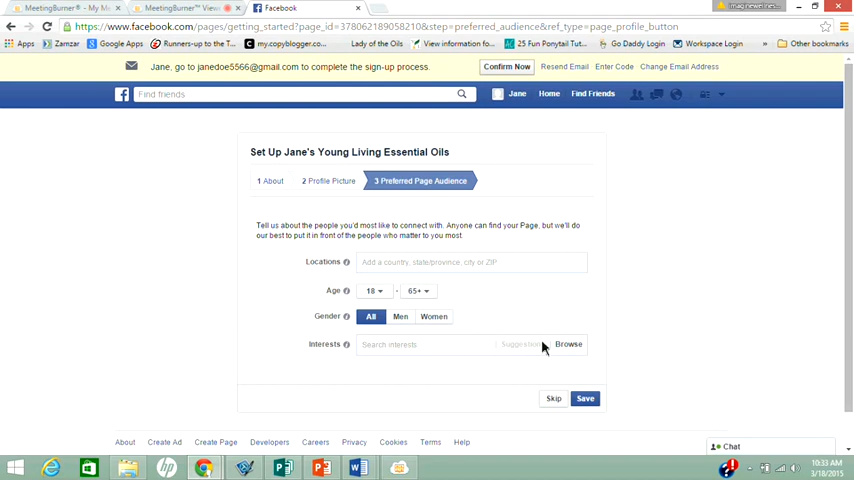 MeetingBurner® - My Me
MeetingBurner™ View
Facebook
https://www.facebook.com/pages/getting_started?page_id=378062189058210&step=preferred_audience&ref_type=page_profile_button
Apps
Zamzar
Google Apps
Runners-up to the T...
my.copyblogger.co...
Lady of the Oils
View information fo...
25 Fun Ponytail Tut...
Go Daddy Login
Workspace Login
» Other bookmarks
Jane, go to janedoe5566@gmail.com to complete the sign-up process.
Confirm Now
Resend Email
Enter Code
Change Email Address
Find friends
Jane
Home
Find Friends
Set Up Jane's Young Living Essential Oils
1 About
2 Profile Picture
3 Preferred Page Audience
Tell us about the people you'd most like to connect with. Anyone can find your Page, but we'll do
our best to put it in front of the people who matter to you most.
Locations
Add a country, state/province, city or ZIP
Age
18 - 65+
Gender
All Men Women
Interests
Search interests
Suggestions
Browse
Skip
Save
About
Create Ad
Create Page
Developers
Careers
Privacy
Cookies
Terms
Help
Chat
10:33 AM
3/18/2015